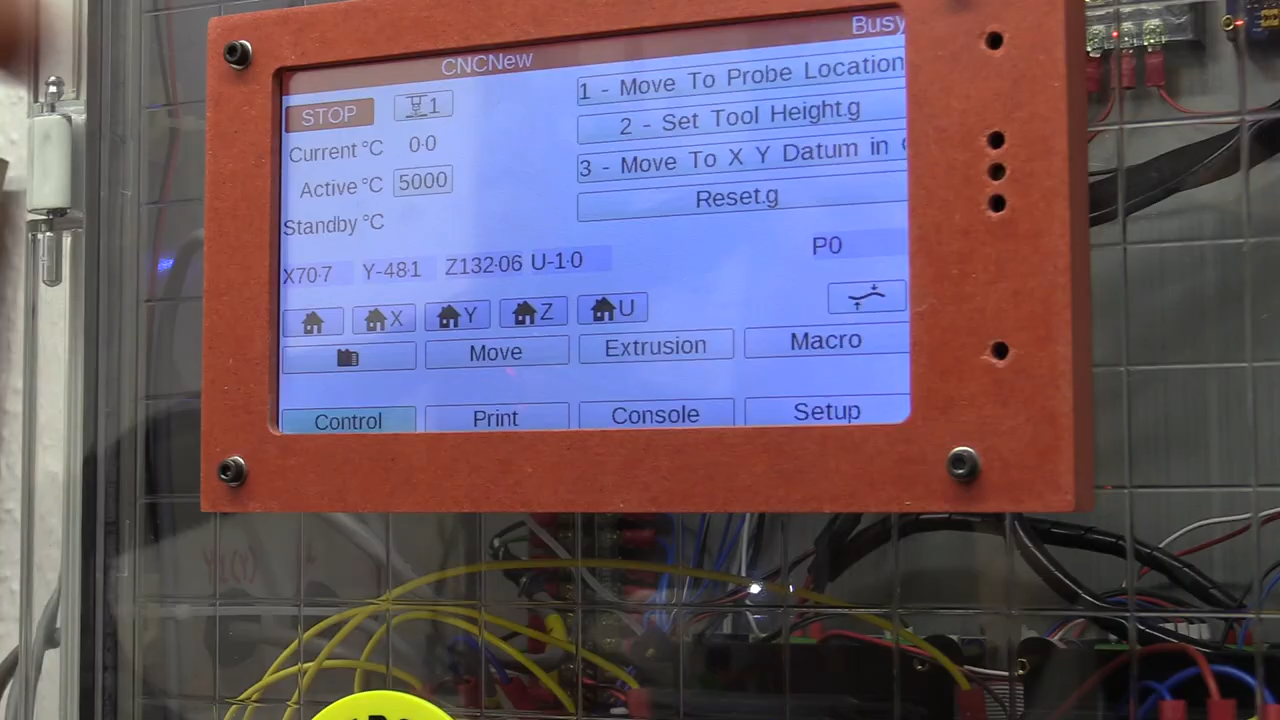 Busy
CNCNew
STOP 1
1 - Move To Probe Location
Current °C 0·0
2 - Set Tool Height.g
Active °C 5000
3 - Move To X Y Datum in
Standby °C
Reset.g
X70·7 Y-48·1 Z132·06 U-1·0 P0
X Y Z U
Move Extrusion Macro
Control Print Console Setup